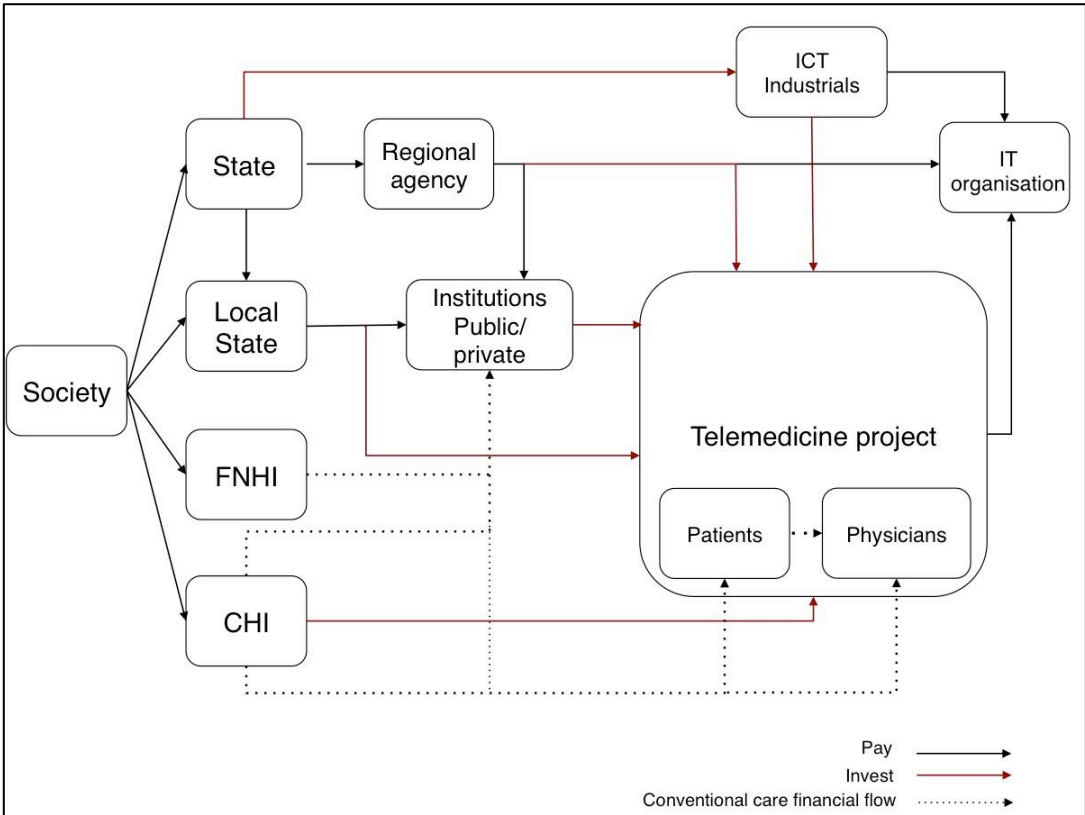 ICT
Industrials
State
Regional
agency
IT
organisation
Local
State
Institutions
Public/
private
Society
Telemedicine project
FNHI
Patients
Physicians
CHI
Pay
Invest
Conventional care financial flow